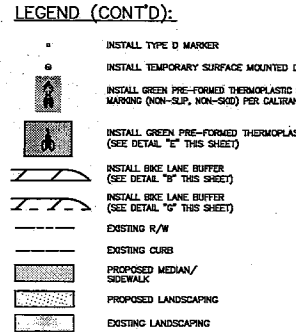 LEGEND (CONT'D):
INSTALL TYPE D MARKER
INSTALL TEMPORARY SURFACE MOUNTED
INSTALL GREEN PRE-FORMED THERMOPLASTIC
MARKING (NON-SLIP, NON-SKID) PER
INSTALL GREEN PRE-FORMED
(SEE DETAIL "E" THIS SHEET)
INSTALL BIKE LANE BUFFER
(SEE DETAIL "B" THIS SHEET)
INSTALL BIKE LANE BUFFER
(SEE DETAIL "G" THIS SHEET)
EXISTING R/W
EXISTING CURB
PROPOSED MEDIAN/
SIDEWALK
PROPOSED LANDSCAPING
EXISTING LANDSCAPING